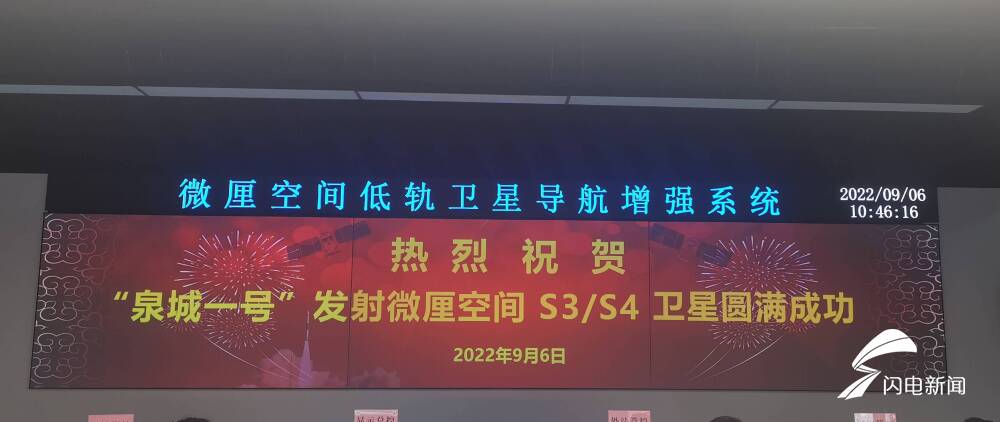 微厘空间低轨卫星导航增强系统
2022/09/06
10:46:16
热烈祝贺
“泉城一号”发射微厘空间 S3/S4 卫星圆满成功
2022年9月6日
闪电新闻